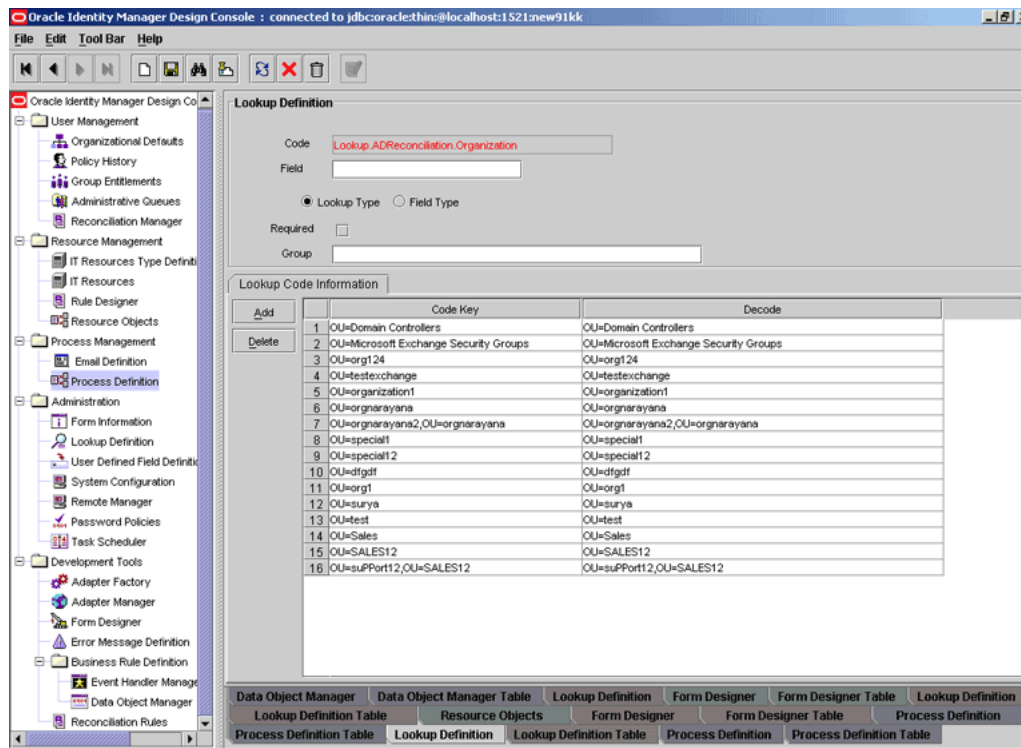 Oracle Identity Manager Design Console : connected to jdbc:oracle:thin:@localhost:1521:new91kk
File Edit Tool Bar Help
Oracle Identity Manager Design Co
User Management
Organizational Defaults
Policy History
Group Entitlements
Administrative Queues
Reconciliation Manager
Resource Management
IT Resources Type Definiti
IT Resources
Rule Designer
Resource Objects
Process Management
Email Definition
Process Definition
Administration
Form Information
Lookup Definition
User Defined Field Definitic
System Configuration
Remote Manager
Password Policies
Task Scheduler
Development Tools
Adapter Factory
Adapter Manager
Form Designer
Error Message Definition
Business Rule Definition
Event Handler Manage
Data Object Manager
Reconciliation Rules
Lookup Definition
Code Lookup.ADReconciliation.Organization
Field
Lookup Type Field Type
Required
Group
Lookup Code Information
Add
Delete
Code Key Decode
1 OU=Domain Controllers OU=Domain Controllers
2 OU=Microsoft Exchange Security Groups OU=Microsoft Exchange Security Groups
3 OU=org124 OU=org124
4 OU=testexchange OU=testexchange
5 OU=organization1 OU=organization1
6 OU=orgnarayana OU=orgnarayana
7 OU=orgnarayana2,OU=orgnarayana OU=orgnarayana2,OU=orgnarayana
8 OU=special1 OU=special1
9 OU=special12 OU=special12
10 OU=dfgdf OU=dfgdf
11 OU=org1 OU=org1
12 OU=surya OU=surya
13 OU=test OU=test
14 OU=Sales OU=Sales
15 OU=SALES12 OU=SALES12
16 OU=suPPort12,OU=SALES12 OU=suPPort12,OU=SALES12
Data Object Manager Data Object Manager Table Lookup Definition Form Designer Form Designer Table Lookup Definition
Lookup Definition Table Resource Objects Form Designer Form Designer Table Process Definition
Process Definition Table Lookup Definition Lookup Definition Table Process Definition Process Definition Table